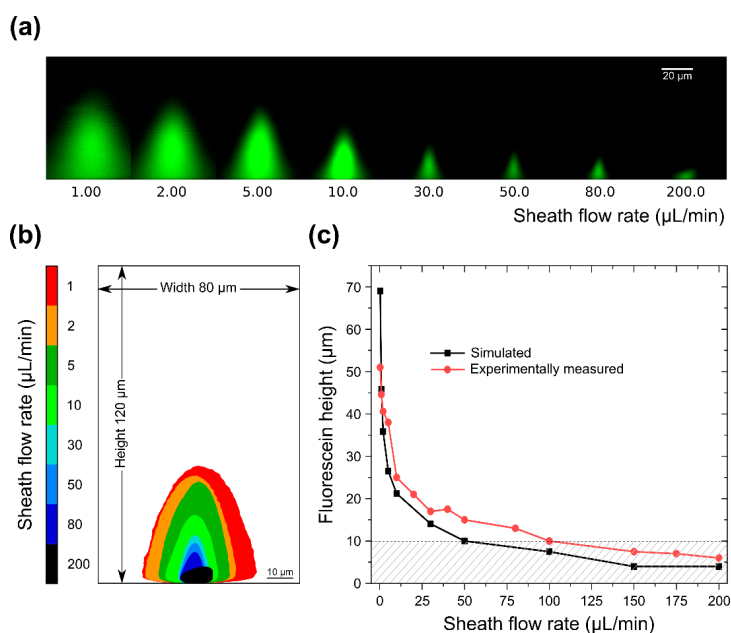 (a)
20 µm
1.00 2.00 5.00 10.0 30.0 50.0 80.0 200.0
Sheath flow rate (µL/min)
(b)
Sheath flow rate (µL/min)
1
2
5
10
30
50
80
200
Width 80 µm
Height 120 µm
10 µm
(c)
Fluorescein height (µm)
70
60
50
40
30
20
10
0
Simulated
Experimentally measured
0 25 50 75 100 125 150 175 200
Sheath flow rate (µL/min)